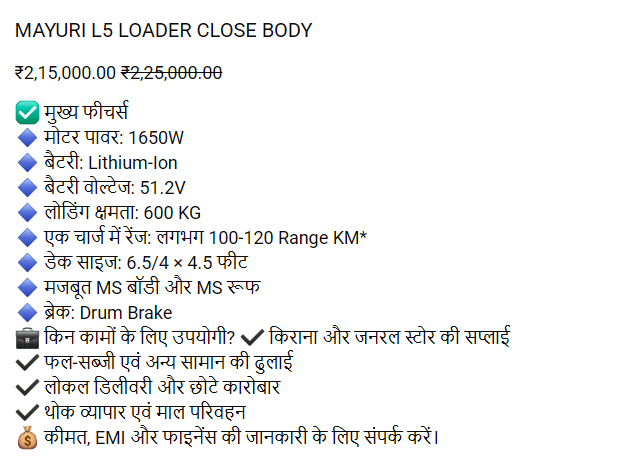 MAYURI L5 LOADER CLOSE BODY
₹2,15,000.00 ₹2,25,000.00
✅ मुख्य फीचर्स
🔹 मोटर पावर: 1650W
🔹 बैटरी: Lithium-Ion
🔹 बैटरी वोल्टेज: 51.2V
🔹 लोडिंग क्षमता: 600 KG
🔹 एक चार्ज में रेंज: लगभग 100-120 Range KM*
🔹 डेक साइज: 6.5/4 × 4.5 फीट
🔹 मजबूत MS बॉडी और MS रूफ
🔹 ब्रेक: Drum Brake
💼 किन कामों के लिए उपयोगी? ✔ किराना और जनरल स्टोर की सप्लाई
✔ फल-सब्जी एवं अन्य सामान की ढुलाई
✔ लोकल डिलीवरी और छोटे कारोबार
✔ थोक व्यापार एवं माल परिवहन
💰 कीमत, EMI और फाइनेंस की जानकारी के लिए संपर्क करें।